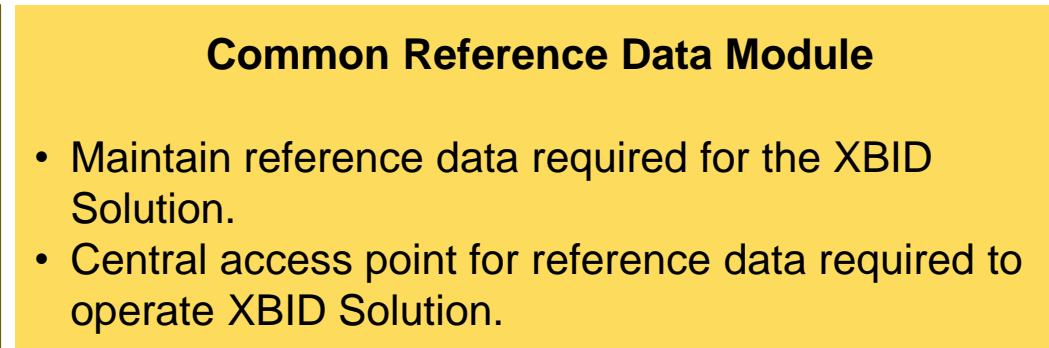 Common Reference Data Module
• Maintain reference data required for the XBID
Solution.
• Central access point for reference data required to
operate XBID Solution.